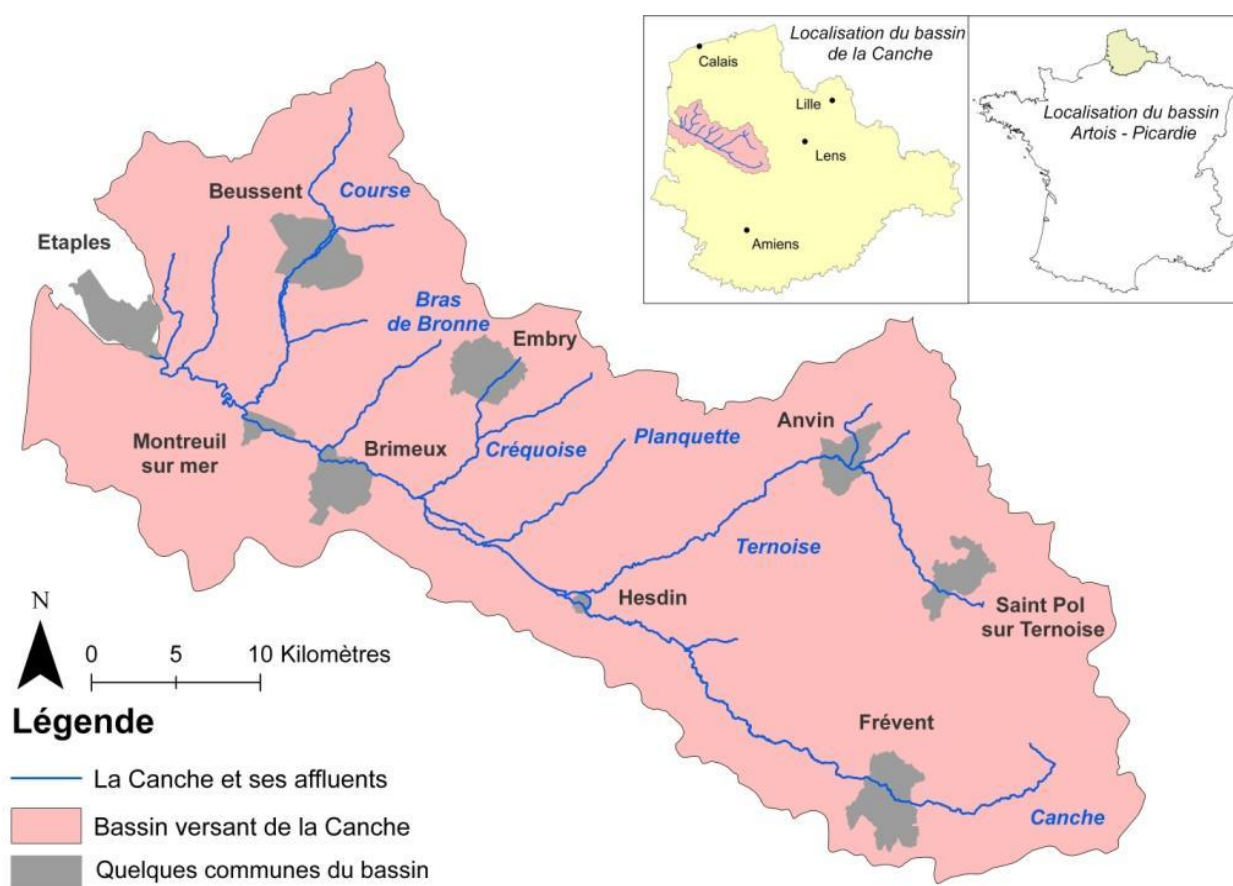 Localisation du bassin
de la Canche
Calais
Lille
Lens
Amiens
Localisation du bassin
Artois - Picardie
Beussent
Course
Etaples
Bras
de Bronne
Embry
Montreuil
sur mer
Brimeux
Créquoise
Planquette
Anvin
Ternoise
Hesdin
Saint Pol
sur Ternoise
Frévent
Canche
N
0 5 10 Kilomètres
Légende
La Canche et ses affluents
Bassin versant de la Canche
Quelques communes du bassin